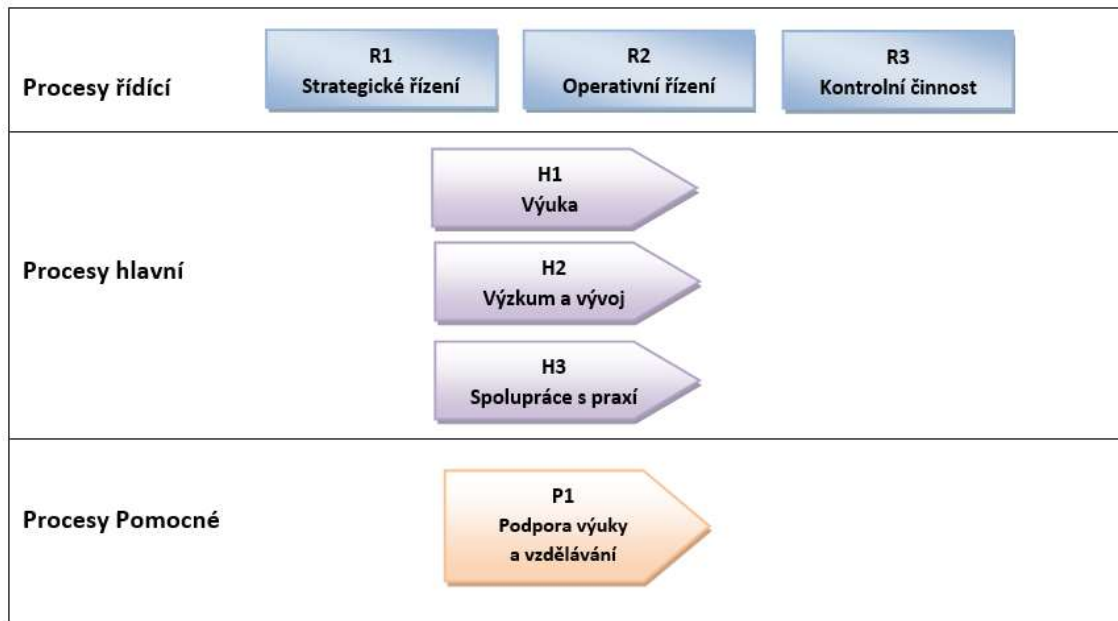 Procesy řídící
R1
Strategické řízení
R2
Operativní řízení
R3
Kontrolní činnost
Procesy hlavní
H1
Výuka
H2
Výzkum a vývoj
H3
Spolupráce s praxí
Procesy Pomocné
P1
Podpora výuky
a vzdělávání